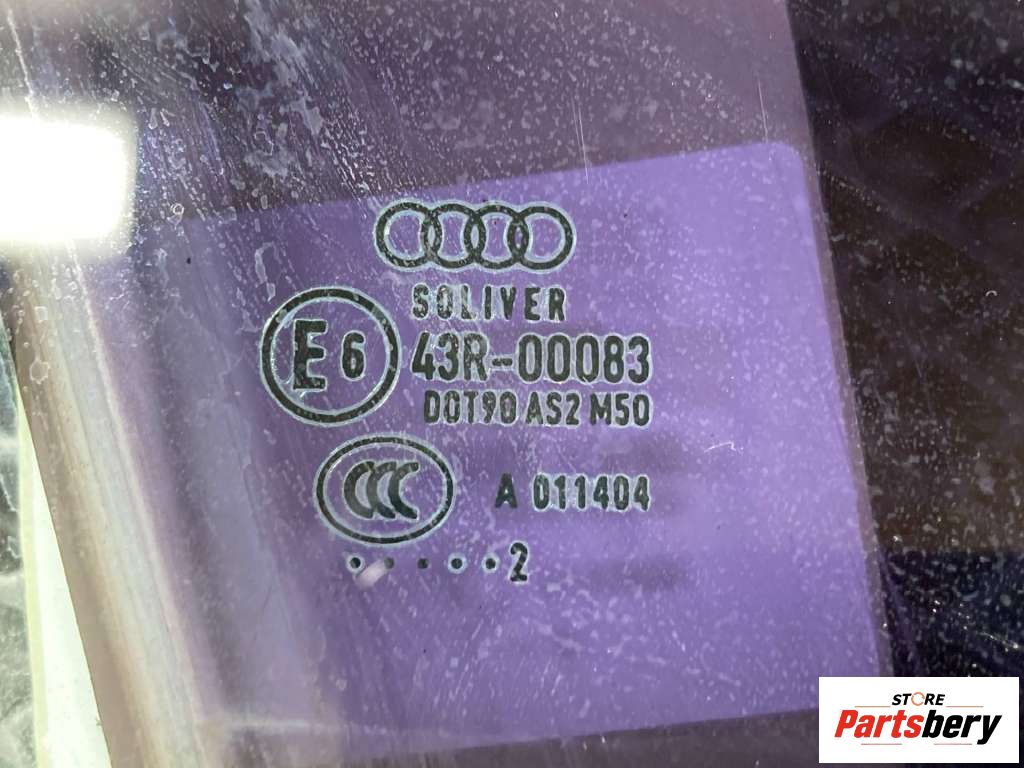 SOLIVER
E6
43R-00083
DOT90 AS2 M50
CCC
A 011404
. . . . . 2
STORE
Partsbery